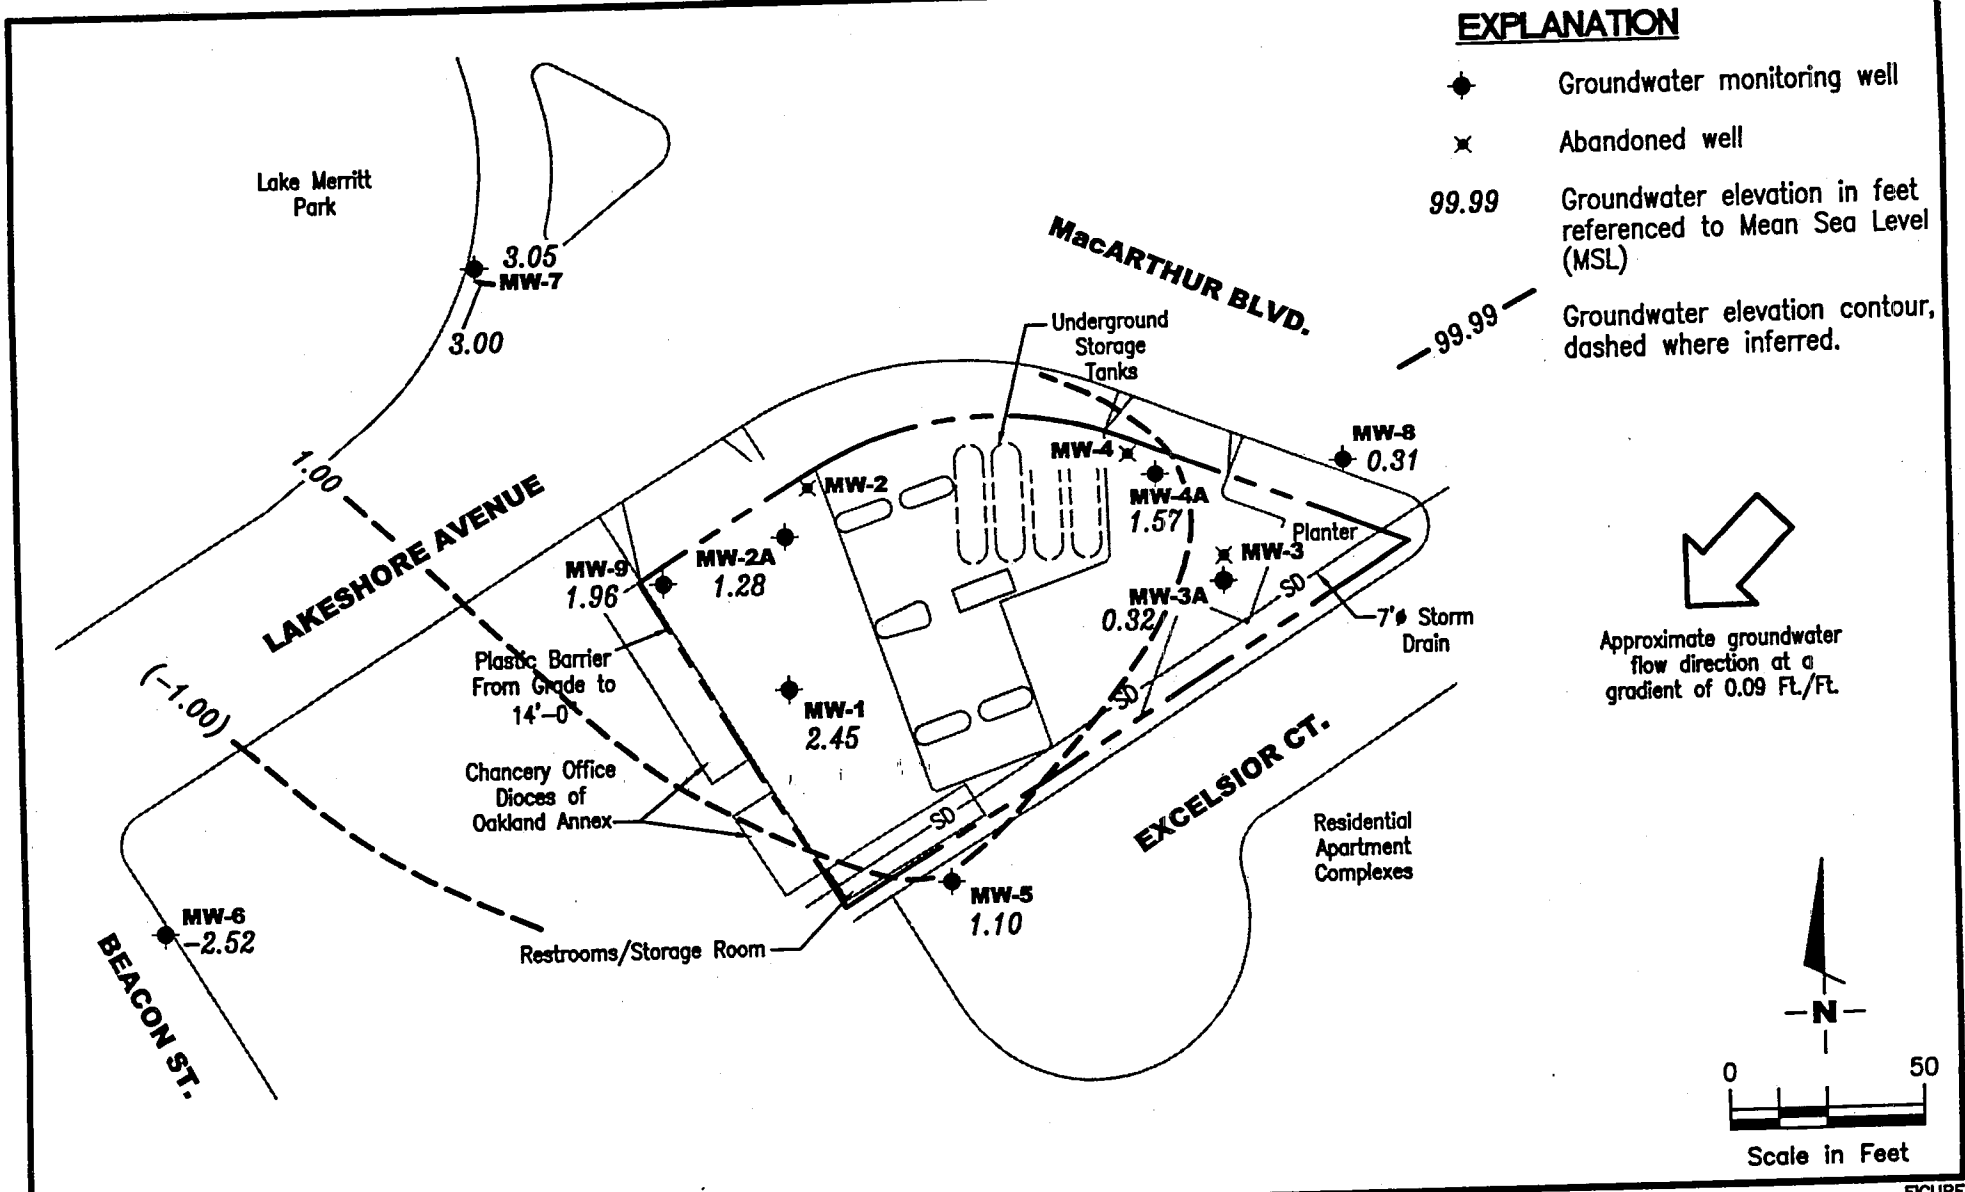 EXPLANATION
Groundwater monitoring well
Abandoned well
99.99
Groundwater elevation in feet
referenced to Mean Sea Level
(MSL)
99.99
Groundwater elevation contour,
dashed where inferred.
Lake Merritt
Park
3.05
MW-7
3.00
MacARTHUR BLVD.
Underground
Storage
Tanks
MW-8
0.31
1.00
LAKESHORE AVENUE
MW-2
MW-4
MW-4A
1.57
Planter
MW-3
MW-2A
1.28
MW-9
1.96
MW-3A
0.32
SD
7'ø Storm
Drain
Approximate groundwater
flow direction at a
gradient of 0.09 Ft./Ft.
Plastic Barrier
From Grade to
14'-0"
(-1.00)
MW-1
2.45
SD
EXCELSIOR CT.
Chancery Office
Dioces of
Oakland Annex
SD
Residential
Apartment
Complexes
MW-5
1.10
MW-6
-2.52
Restrooms/Storage Room
BEACON ST.
N
0
50
Scale in Feet
FIGURE